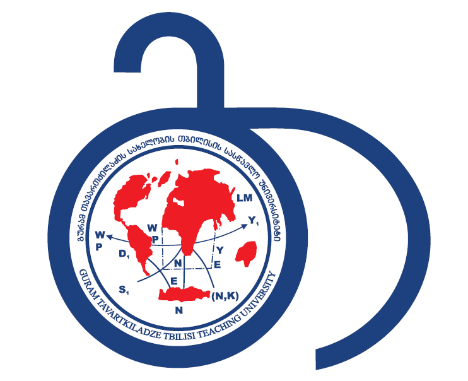 გურამ თავართქილაძის სახელობის თბილისის სასწავლო უნივერსიტეტი
LM
W
P
W
P
Y₁
D₁
Y
N
E
S₁
E
(N,K)
N
GURAM TAVARTKILADZE TBILISI TEACHING UNIVERSITY